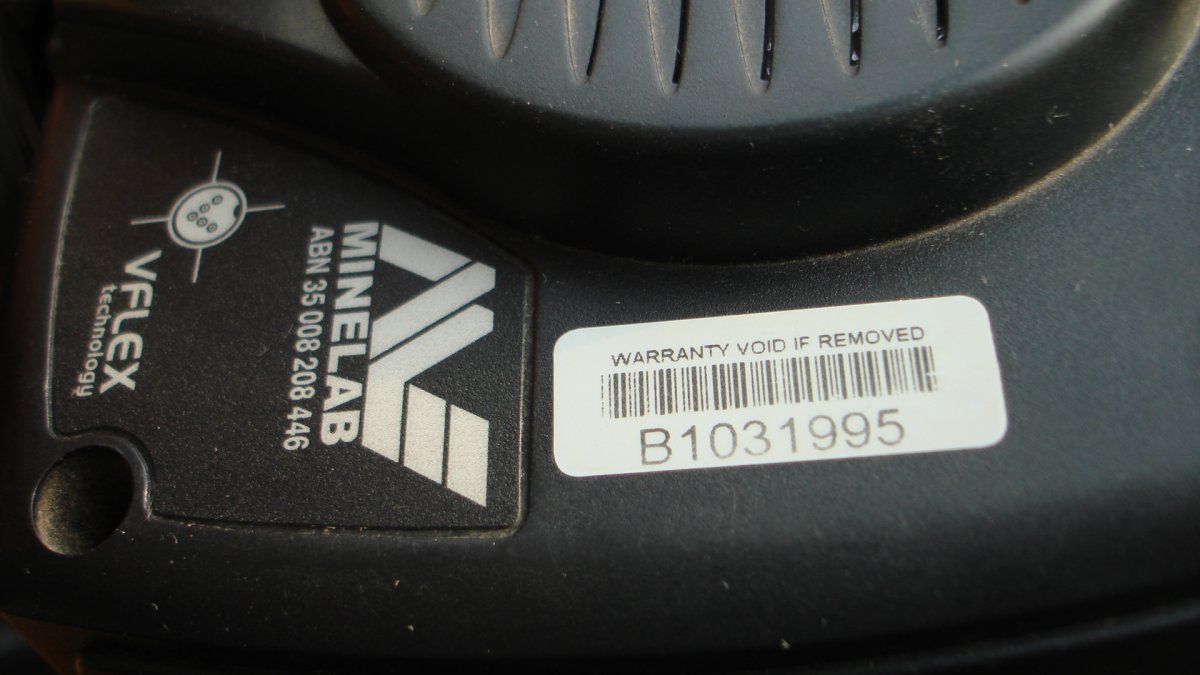 VFLEX
technology
MINELAB
ABN 35 008 208 446
WARRANTY VOID IF REMOVED
B1031995